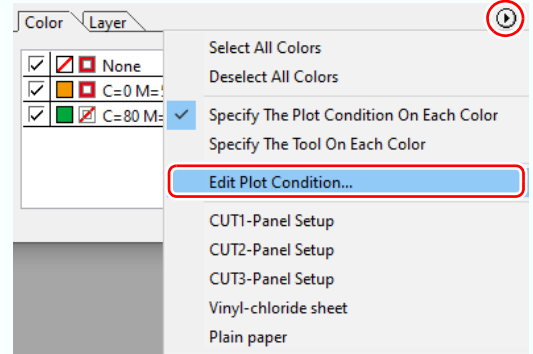 Color Layer
None
C=0 M=
C=80 M=
Select All Colors
Deselect All Colors
Specify The Plot Condition On Each Color
Specify The Tool On Each Color
Edit Plot Condition...
CUT1-Panel Setup
CUT2-Panel Setup
CUT3-Panel Setup
Vinyl-chloride sheet
Plain paper